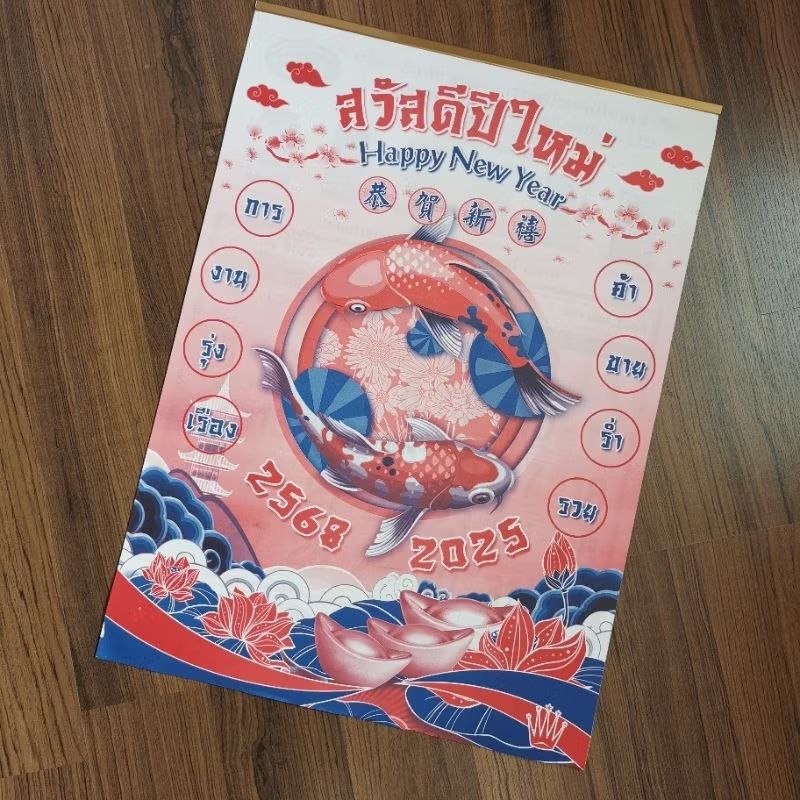 สวัสดีปีใหม่
Happy New Year
恭賀新禧
การ
งาน
รุ่ง
เรือง
ค้า
ขาย
ร่ำ
รวย
2568
2025